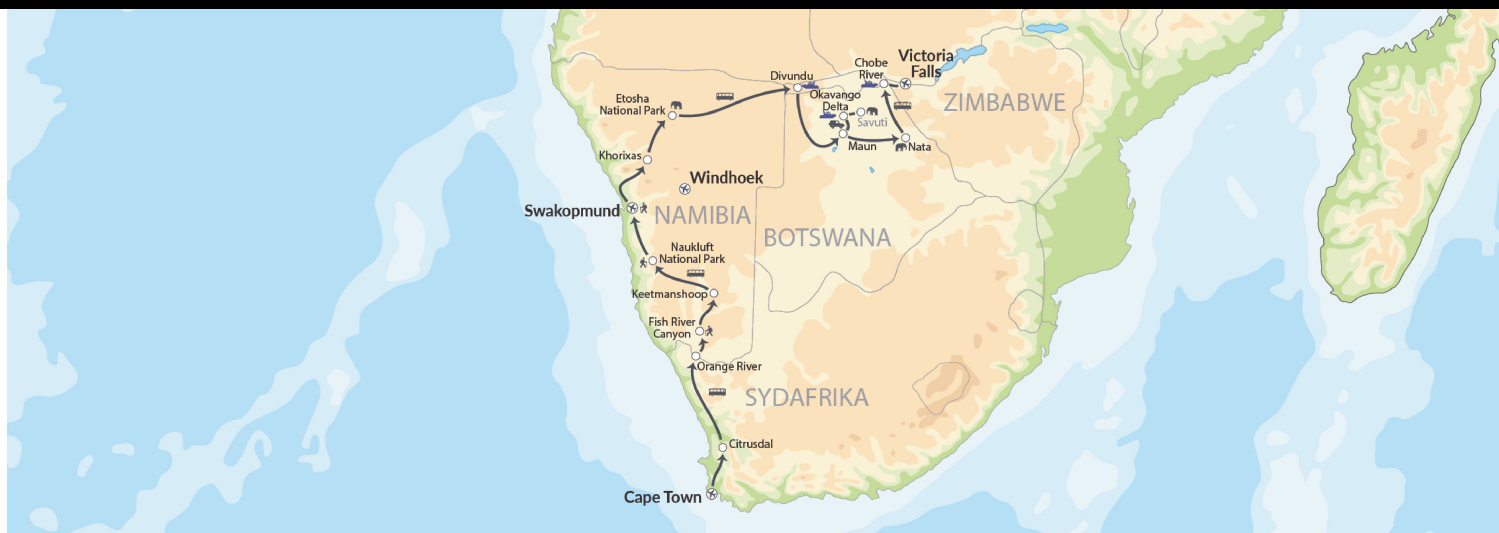 Victoria
Falls
Chobe
River
Divundu
Okavango
Delta
ZIMBABWE
Etosha
National Park
Savuti
Maun
Nata
Khorixas
Windhoek
Swakopmund
NAMIBIA
BOTSWANA
Naukluft
National Park
Keetmanshoop
Fish River
Canyon
Orange River
SYDAFRIKA
Citrusdal
Cape Town